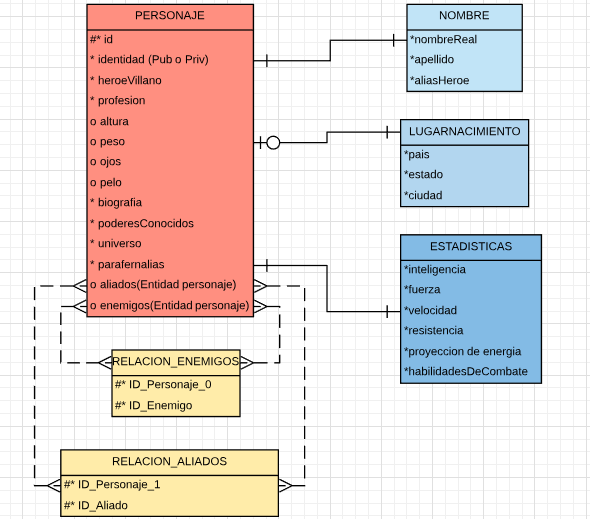 PERSONAJE
#* id
* identidad (Pub o Priv)
* heroeVillano
* profesion
o altura
o peso
o ojos
o pelo
* biografia
* poderesConocidos
* universo
* parafernalias
o aliados(Entidad personaje)
o enemigos(Entidad personaje)
NOMBRE
*nombreReal
*apellido
*aliasHeroe
LUGARNACIMIENTO
*pais
*estado
*ciudad
ESTADISTICAS
*inteligencia
*fuerza
*velocidad
*resistencia
*proyeccion de energia
*habilidadesDeCombate
RELACION_ENEMIGOS
#* ID_Personaje_0
#* ID_Enemigo
RELACION_ALIADOS
#* ID_Personaje_1
#* ID_Aliado